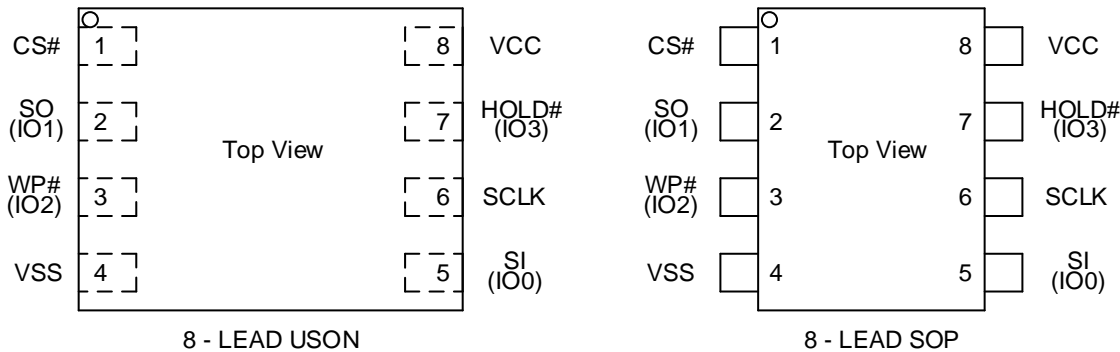 CS# 1 8 VCC
SO
(IO1) 2 7 HOLD#
(IO3)
Top View
WP#
(IO2) 3 6 SCLK
VSS 4 5 SI
(IO0)
8 - LEAD USON
CS# 1 8 VCC
SO
(IO1) 2 7 HOLD#
(IO3)
Top View
WP#
(IO2) 3 6 SCLK
VSS 4 5 SI
(IO0)
8 - LEAD SOP